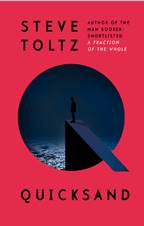 STEVE
TOLTZ
AUTHOR OF THE
MAN BOOKER-
SHORTLISTED
A FRACTION
OF THE WHOLE
QUICKSAND